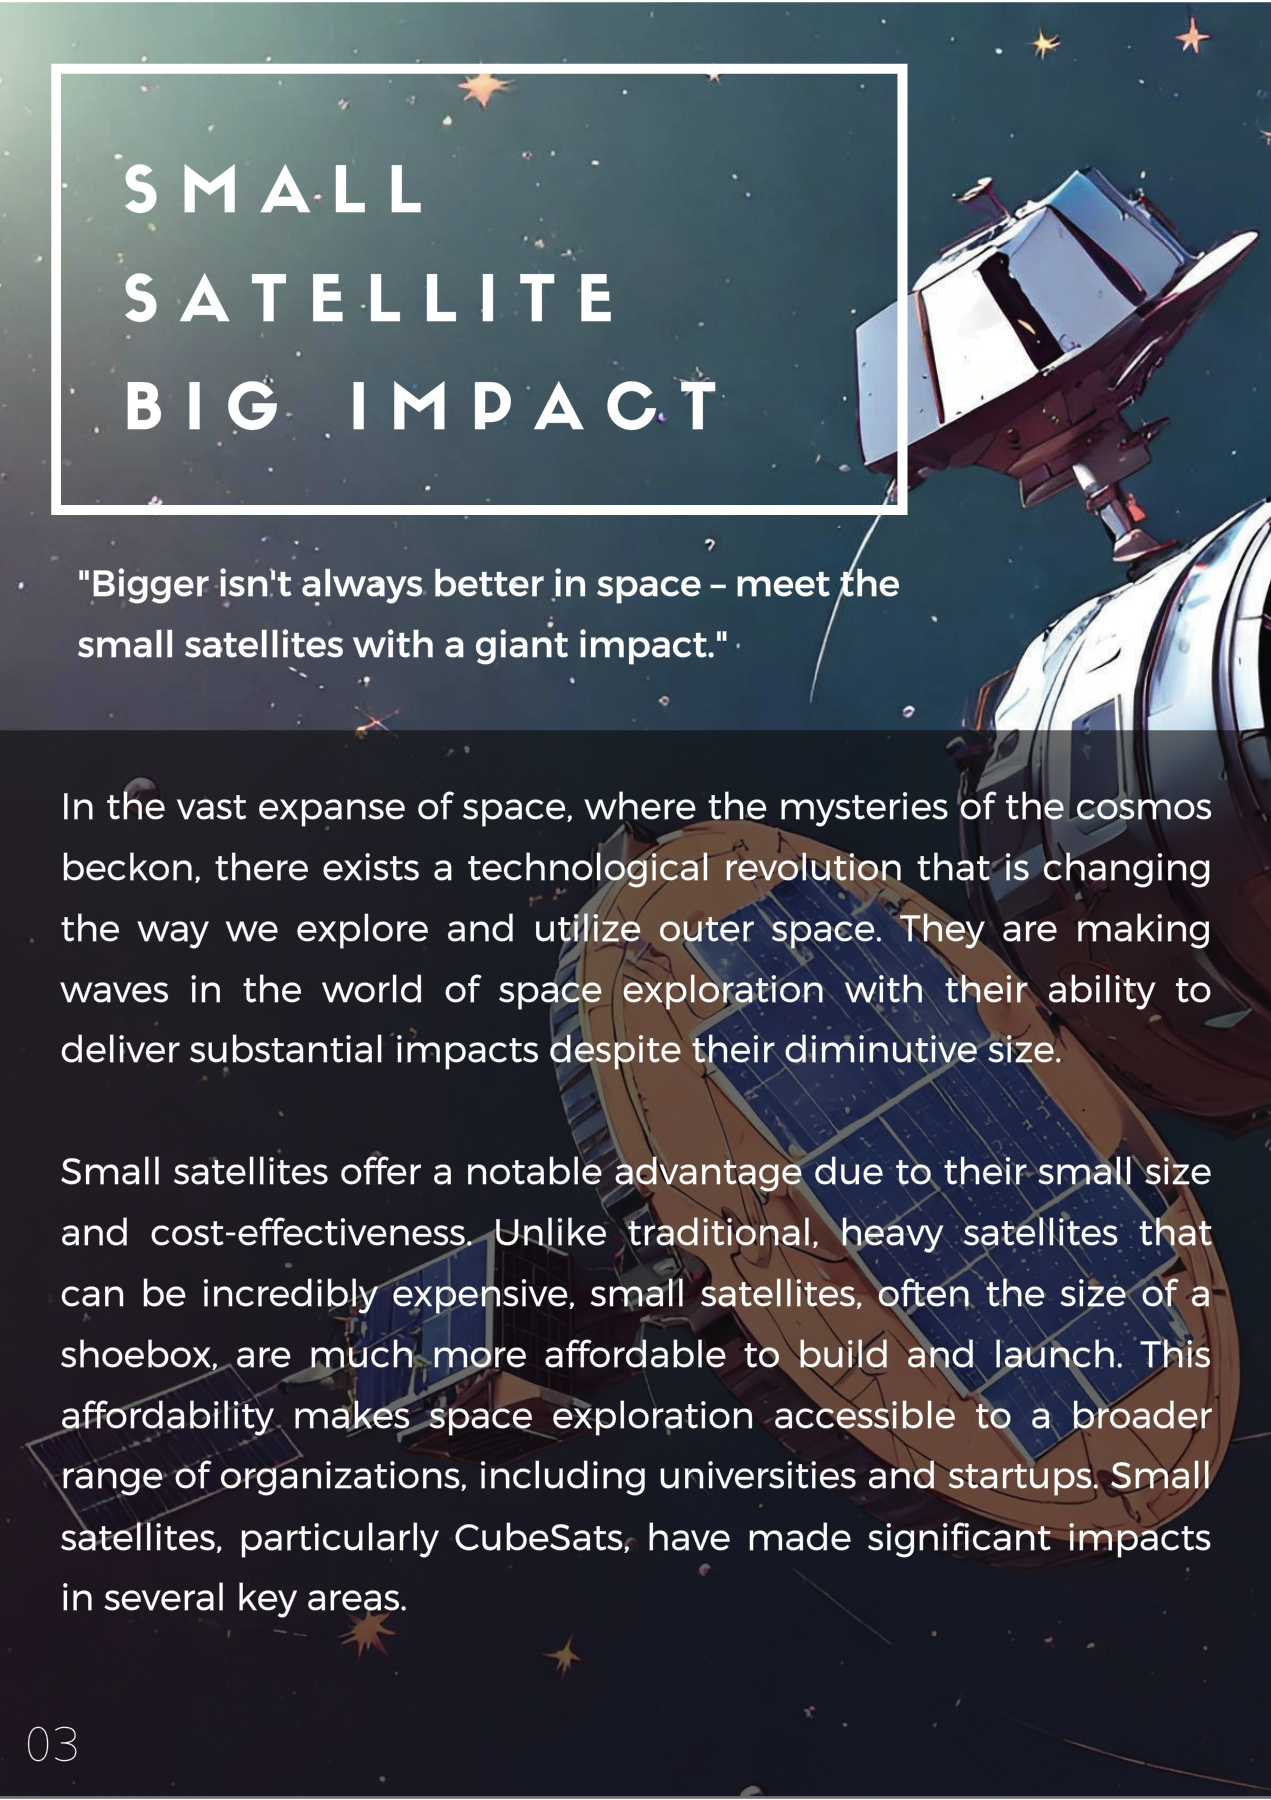 SMALL
SATELLITE
BIG IMPACT
"Bigger isn't always better in space – meet the
small satellites with a giant impact."
In the vast expanse of space, where the mysteries of the cosmos
beckon, there exists a technological revolution that is changing
the way we explore and utilize outer space. They are making
waves in the world of space exploration with their ability to
deliver substantial impacts despite their diminutive size.
Small satellites offer a notable advantage due to their small size
and cost-effectiveness. Unlike traditional, heavy satellites that
can be incredibly expensive, small satellites, often the size of a
shoebox, are much more affordable to build and launch. This
affordability makes space exploration accessible to a broader
range of organizations, including universities and startups. Small
satellites, particularly CubeSats, have made significant impacts
in several key areas.
03